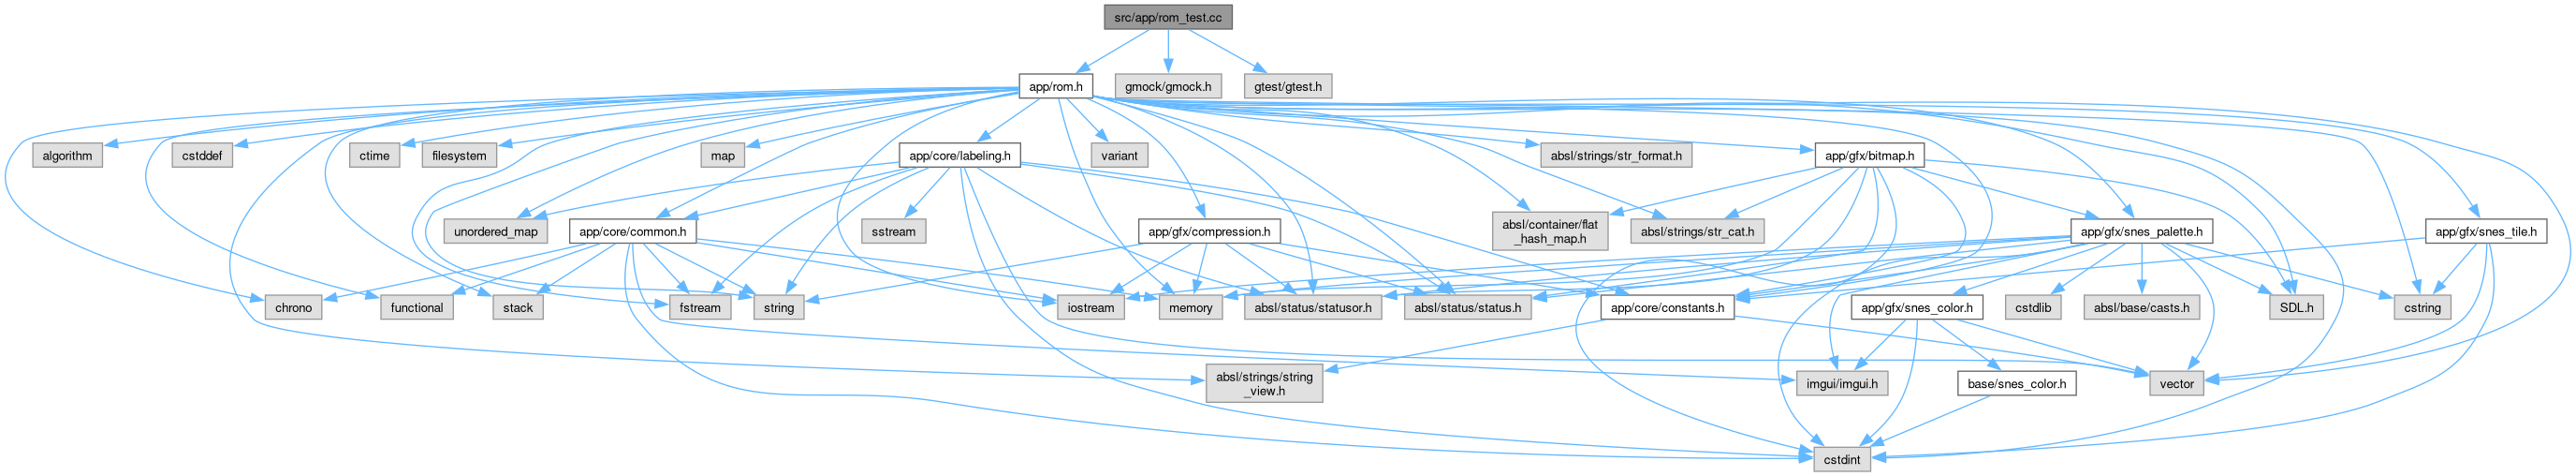 src/app/rom_test.cc
app/rom.h
gmock/gmock.h
gtest/gtest.h
algorithm
cstddef
ctime
filesystem
map
app/core/labeling.h
variant
absl/strings/str_format.h
app/gfx/bitmap.h
unordered_map
app/core/common.h
sstream
app/gfx/compression.h
absl/container/flat
_hash_map.h
absl/strings/str_cat.h
app/gfx/snes_palette.h
app/gfx/snes_tile.h
chrono
functional
stack
fstream
string
iostream
memory
absl/status/statusor.h
absl/status/status.h
app/core/constants.h
app/gfx/snes_color.h
cstdlib
absl/base/casts.h
SDL.h
cstring
absl/strings/string
_view.h
imgui/imgui.h
base/snes_color.h
vector
cstdint